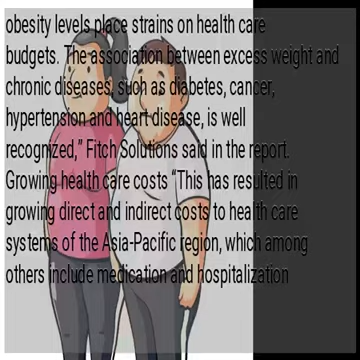 obesity levels place strains on health care
budgets. The association between excess weight and
chronic diseases, such as diabetes, cancer,
hypertension and heart disease, is well
recognized,” Fitch Solutions said in the report.
Growing health care costs “This has resulted in
growing direct and indirect costs to health care
systems of the Asia-Pacific region, which among
others include medication and hospitalization